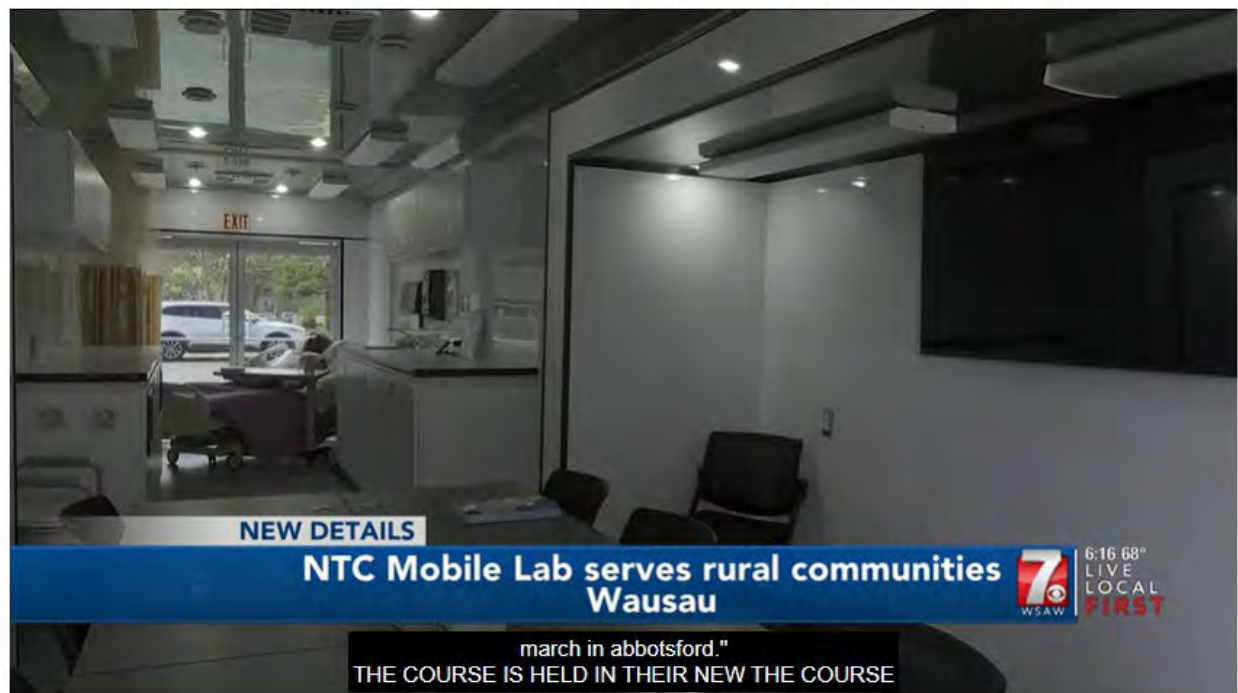 EXIT
NEW DETAILS
NTC Mobile Lab serves rural communities
Wausau
7
WSAW
6:16 68°
LIVE
LOCAL
FIRST
march in abbotsford."
THE COURSE IS HELD IN THEIR NEW THE COURSE